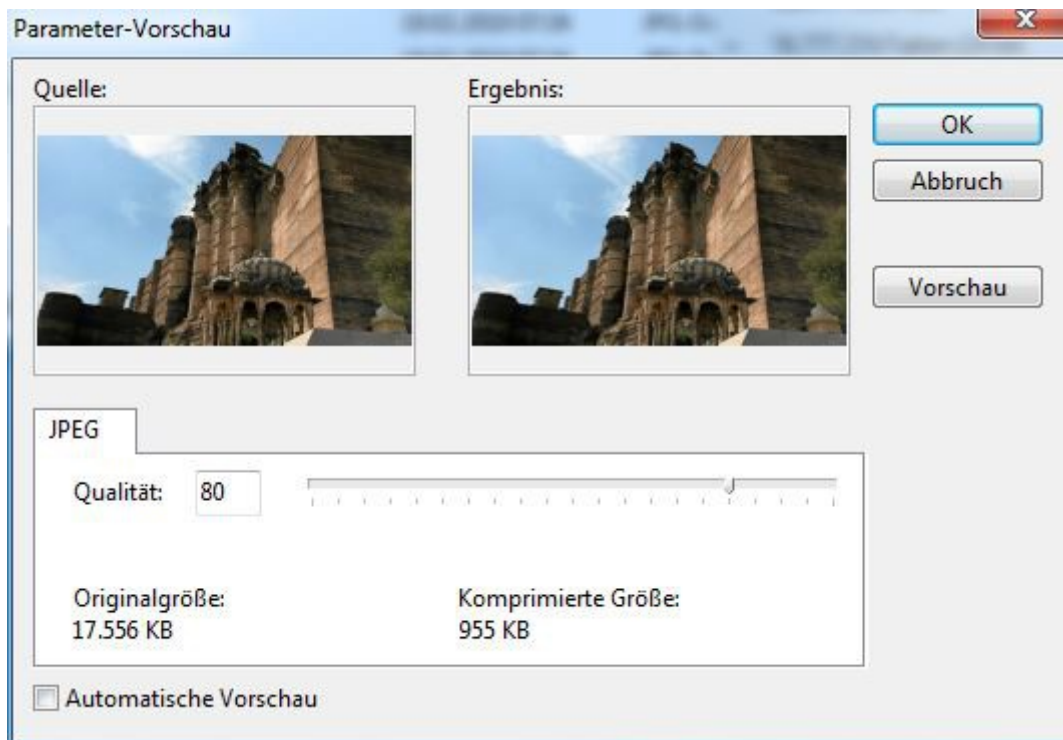 Parameter-Vorschau
Quelle:
Ergebnis:
OK
Abbruch
Vorschau
JPEG
Qualität: 80
Originalgröße:
Komprimierte Größe:
17.556 KB
955 KB
Automatische Vorschau